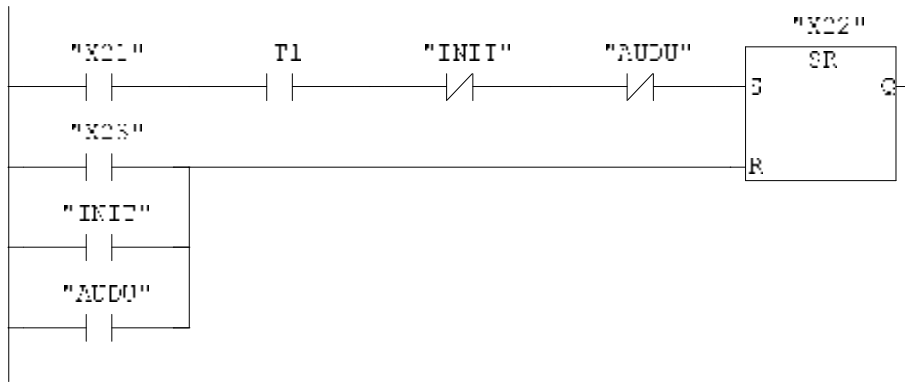 "X22"
"X21" T1 "INIT" "AUDU" SR
S Q
"X23"
R
"INIT"
"AUDU"